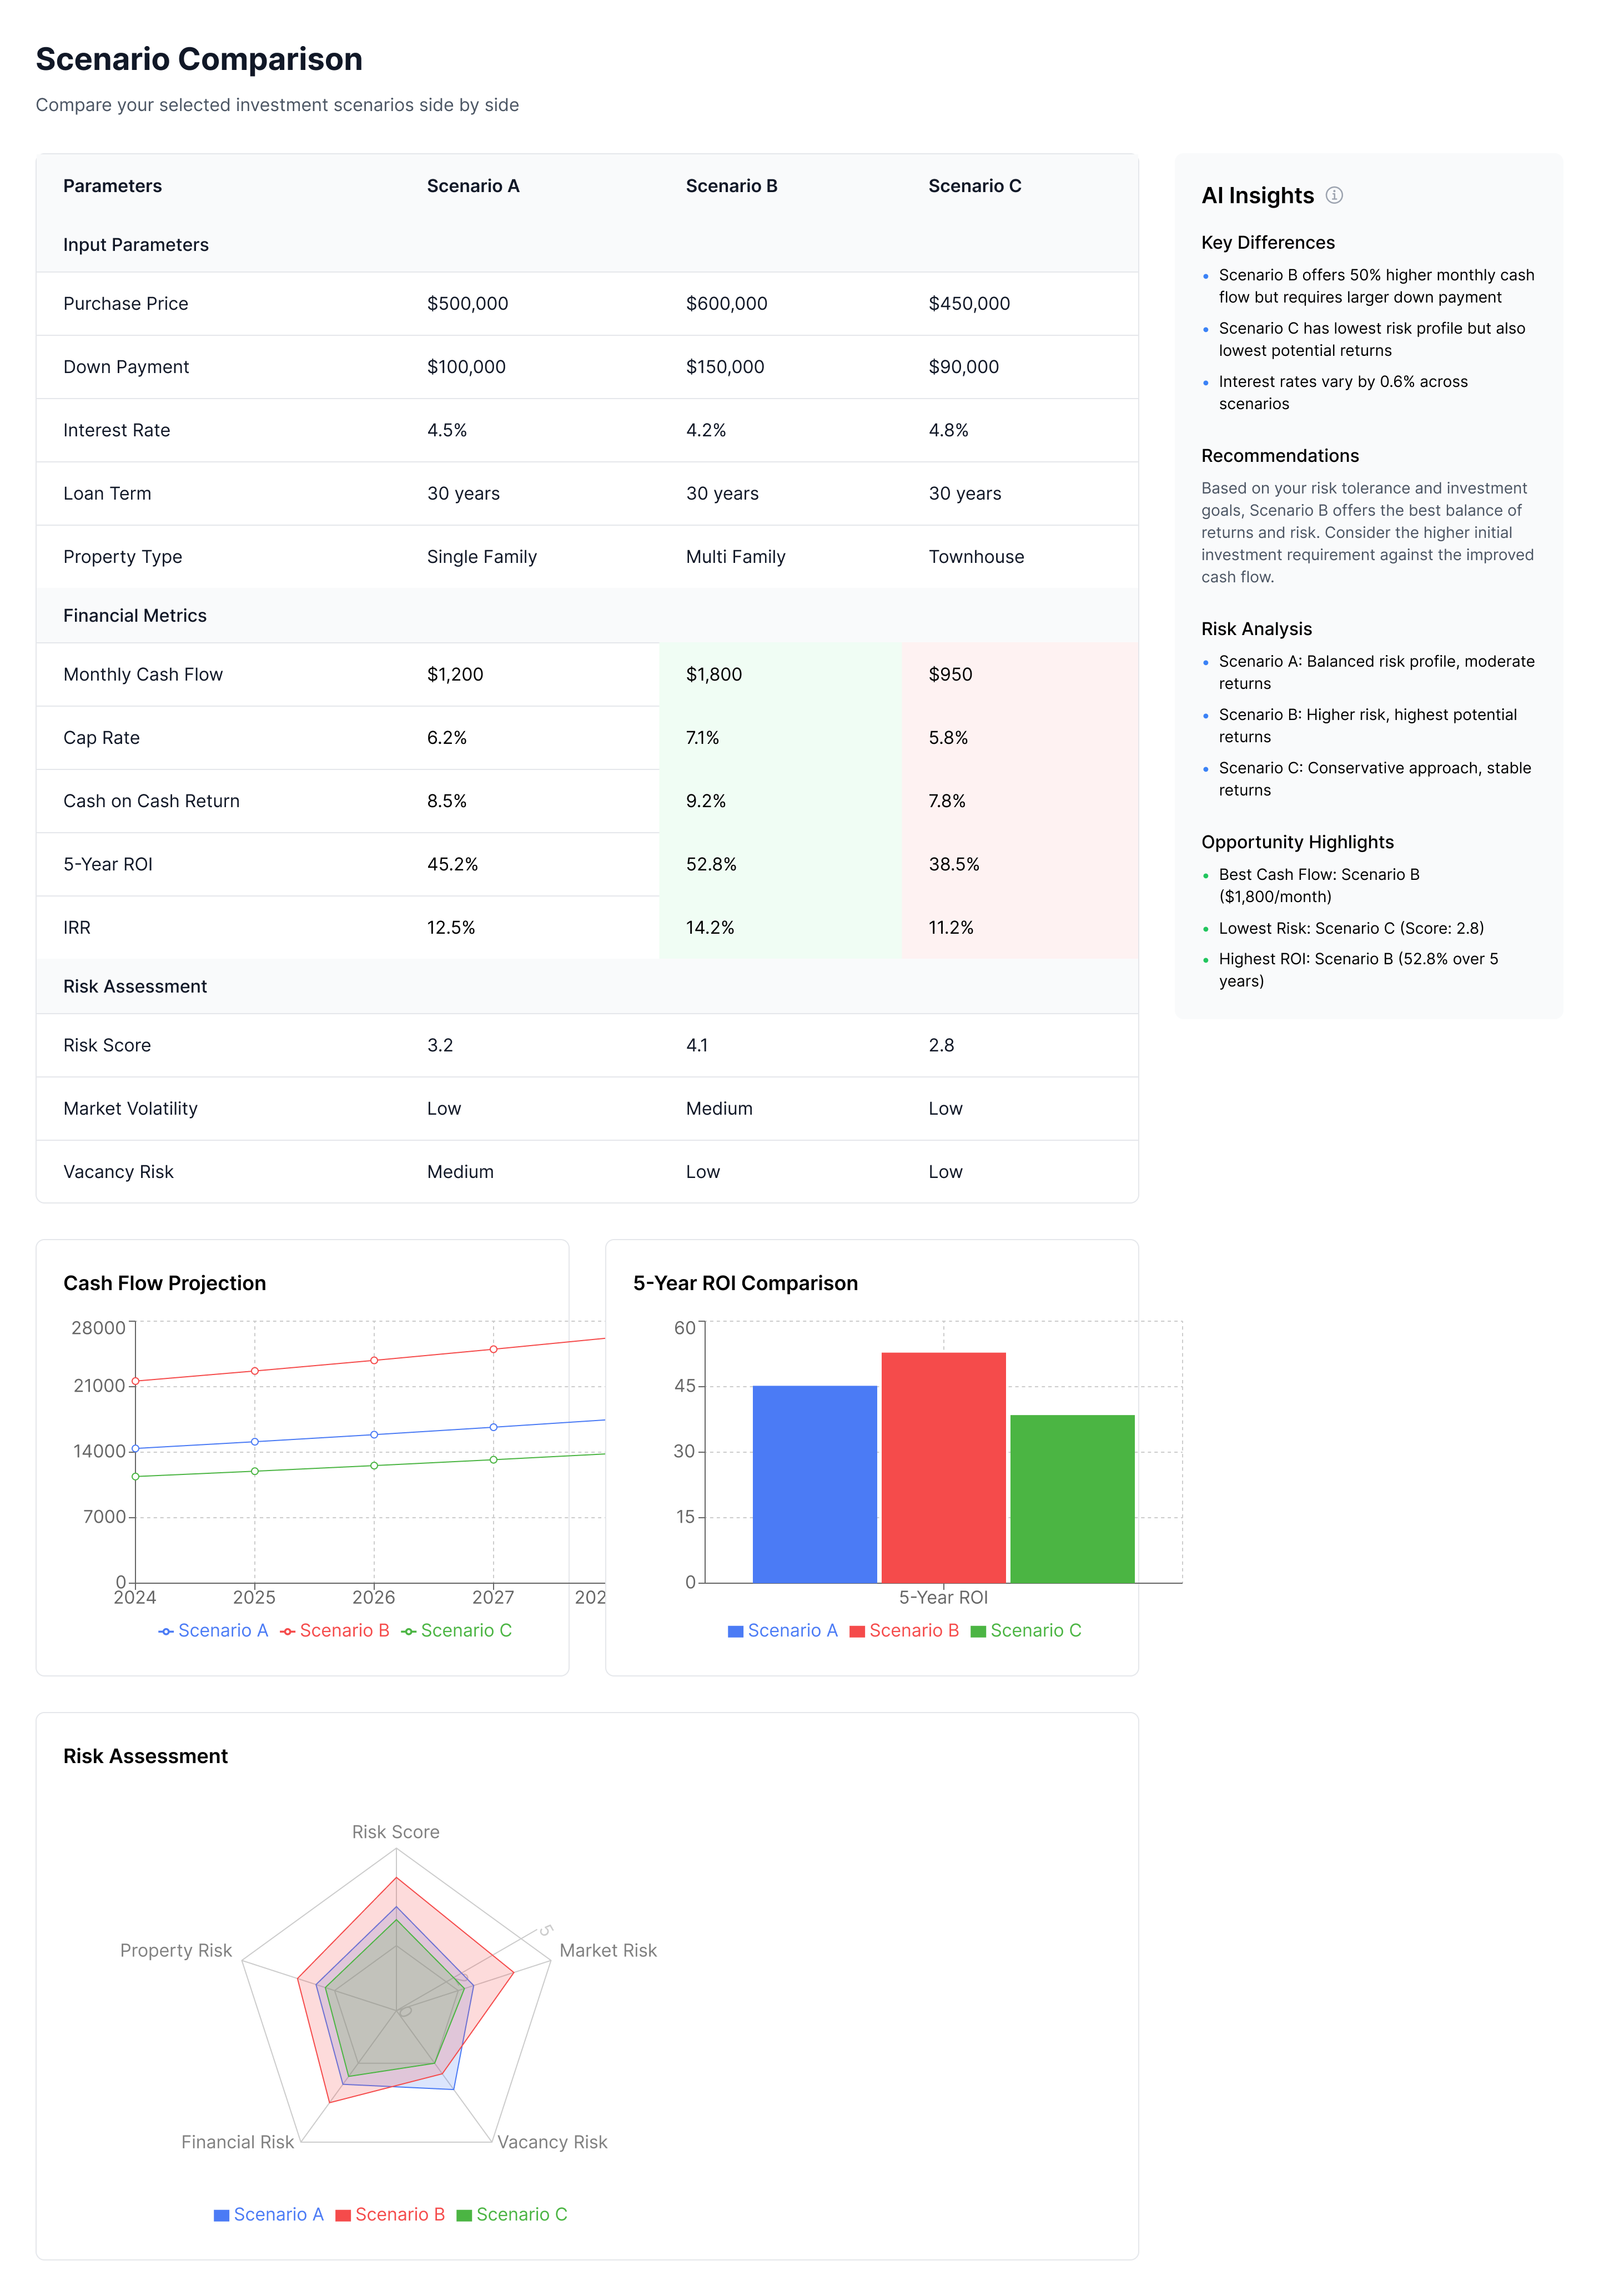 Scenario Comparison
Compare your selected investment scenarios side by side
Parameters Scenario A Scenario B Scenario C
Input Parameters
Purchase Price $500,000 $600,000 $450,000
Down Payment $100,000 $150,000 $90,000
Interest Rate 4.5% 4.2% 4.8%
Loan Term 30 years 30 years 30 years
Property Type Single Family Multi Family Townhouse
Financial Metrics
Monthly Cash Flow $1,200 $1,800 $950
Cap Rate 6.2% 7.1% 5.8%
Cash on Cash Return 8.5% 9.2% 7.8%
5-Year ROI 45.2% 52.8% 38.5%
IRR 12.5% 14.2% 11.2%
Risk Assessment
Risk Score 3.2 4.1 2.8
Market Volatility Low Medium Low
Vacancy Risk Medium Low Low
AI Insights
Key Differences
• Scenario B offers 50% higher monthly cash
flow but requires larger down payment
• Scenario C has lowest risk profile but also
lowest potential returns
• Interest rates vary by 0.6% across
scenarios
Recommendations
Based on your risk tolerance and investment
goals, Scenario B offers the best balance of
returns and risk. Consider the higher initial
investment requirement against the improved
cash flow.
Risk Analysis
• Scenario A: Balanced risk profile, moderate
returns
• Scenario B: Higher risk, highest potential
returns
• Scenario C: Conservative approach, stable
returns
Opportunity Highlights
• Best Cash Flow: Scenario B
($1,800/month)
• Lowest Risk: Scenario C (Score: 2.8)
• Highest ROI: Scenario B (52.8% over 5
years)
Cash Flow Projection
28000
21000
14000
7000
0
2024 2025 2026 2027 202
Scenario A Scenario B Scenario C
5-Year ROI Comparison
60
45
30
15
0
5-Year ROI
Scenario A Scenario B Scenario C
Risk Assessment
Risk Score
5
Property Risk Market Risk
0
Financial Risk Vacancy Risk
Scenario A Scenario B Scenario C